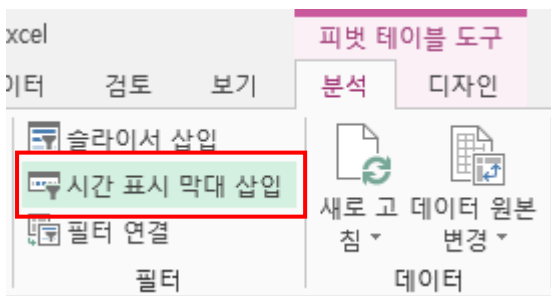 xcel
피벗 테이블 도구
이터 검토 보기 분석 디자인
슬라이서 삽입
시간 표시 막대 삽입
필터 연결
새로 고침
데이터 원본 변경
필터
데이터